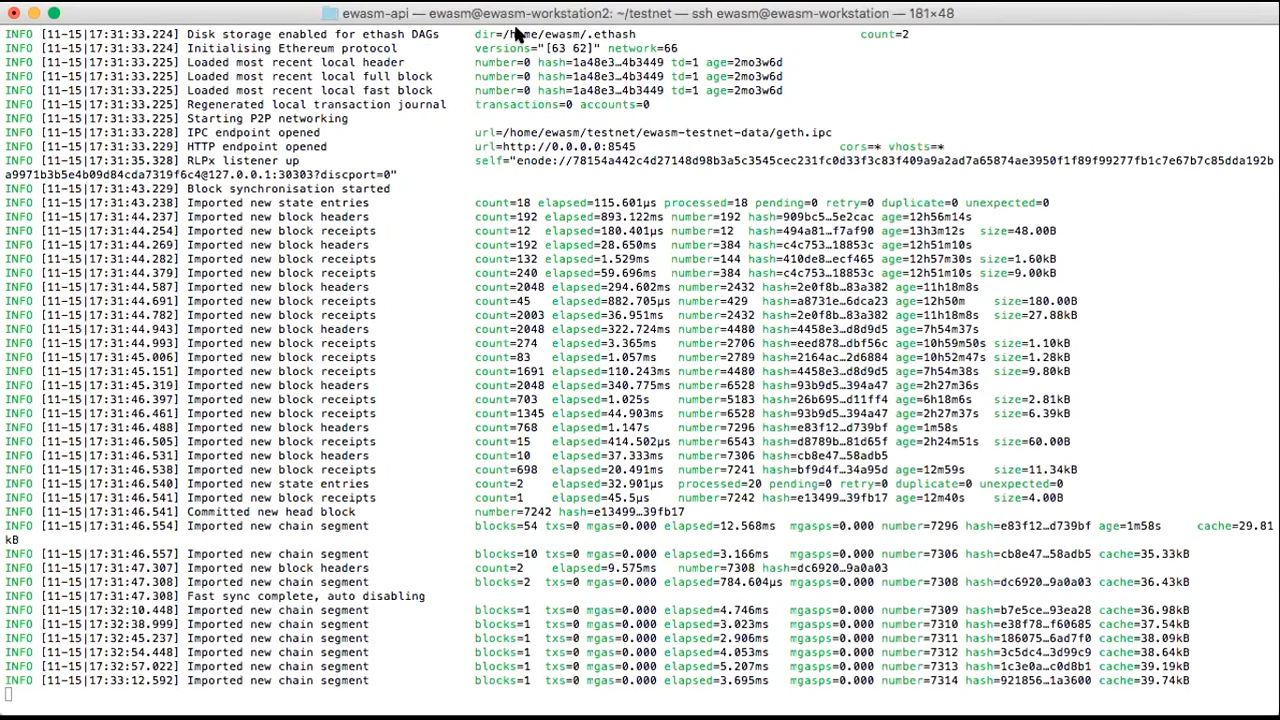 ewasm-api — ewasm@ewasm-workstation2: ~/testnet — ssh ewasm@ewasm-workstation — 181×48
INFO [11-15|17:31:33.224] Disk storage enabled for ethash DAGs dir=/home/ewasm/.ethash count=2
INFO [11-15|17:31:33.224] Initialising Ethereum protocol versions="[63 62]" network=66
INFO [11-15|17:31:33.225] Loaded most recent local header number=0 hash=1a48e3…4b3449 td=1 age=2mo3w6d
INFO [11-15|17:31:33.225] Loaded most recent local full block number=0 hash=1a48e3…4b3449 td=1 age=2mo3w6d
INFO [11-15|17:31:33.225] Loaded most recent local fast block number=0 hash=1a48e3…4b3449 td=1 age=2mo3w6d
INFO [11-15|17:31:33.225] Regenerated local transaction journal transactions=0 accounts=0
INFO [11-15|17:31:33.225] Starting P2P networking
INFO [11-15|17:31:33.228] IPC endpoint opened url=/home/ewasm/testnet/ewasm-testnet-data/geth.ipc
INFO [11-15|17:31:33.229] HTTP endpoint opened url=http://0.0.0.0:8545 cors=* vhosts=*
INFO [11-15|17:31:35.328] RLPx listener up self="enode://78154a442c4d27148d98b3a5c3545cec231fc0d33f3c83f409a9a2ad7a65874ae3950f1f89f99277fb1c7e67b7c85dda192b
a9971b3b5e4b09d84cda7319f6c4@127.0.0.1:30303?discport=0"
INFO [11-15|17:31:43.229] Block synchronisation started
INFO [11-15|17:31:43.238] Imported new state entries count=18 elapsed=115.601µs processed=18 pending=0 retry=0 duplicate=0 unexpected=0
INFO [11-15|17:31:44.237] Imported new block headers count=192 elapsed=893.122ms number=192 hash=909bc5…5e2cac age=12h56m14s
INFO [11-15|17:31:44.254] Imported new block receipts count=12 elapsed=180.401µs number=12 hash=494a81…f7af90 age=13h3m12s size=48.00B
INFO [11-15|17:31:44.269] Imported new block headers count=192 elapsed=28.650ms number=384 hash=c4c753…18853c age=12h51m10s
INFO [11-15|17:31:44.282] Imported new block receipts count=132 elapsed=1.529ms number=144 hash=410de8…ecf465 age=12h57m30s size=1.60kB
INFO [11-15|17:31:44.379] Imported new block receipts count=240 elapsed=59.696ms number=384 hash=c4c753…18853c age=12h51m10s size=9.00kB
INFO [11-15|17:31:44.587] Imported new block headers count=2048 elapsed=294.602ms number=2432 hash=2e0f8b…83a382 age=11h18m8s
INFO [11-15|17:31:44.691] Imported new block receipts count=45 elapsed=882.705µs number=429 hash=a8731e…6dca23 age=12h50m size=180.00B
INFO [11-15|17:31:44.782] Imported new block receipts count=2003 elapsed=36.951ms number=2432 hash=2e0f8b…83a382 age=11h18m8s size=27.88kB
INFO [11-15|17:31:44.943] Imported new block headers count=2048 elapsed=322.724ms number=4480 hash=4458e3…d8d9d5 age=7h54m37s
INFO [11-15|17:31:44.993] Imported new block receipts count=274 elapsed=3.365ms number=2706 hash=eed878…dbf56c age=10h59m50s size=1.10kB
INFO [11-15|17:31:45.006] Imported new block receipts count=83 elapsed=1.057ms number=2789 hash=2164ac…2d6884 age=10h52m47s size=1.28kB
INFO [11-15|17:31:45.151] Imported new block receipts count=1691 elapsed=110.243ms number=4480 hash=4458e3…d8d9d5 age=7h54m38s size=9.80kB
INFO [11-15|17:31:45.319] Imported new block headers count=2048 elapsed=340.775ms number=6528 hash=93b9d5…394a47 age=2h27m36s
INFO [11-15|17:31:46.397] Imported new block receipts count=703 elapsed=1.025s number=5183 hash=26b695…d11ff4 age=6h18m6s size=2.81kB
INFO [11-15|17:31:46.461] Imported new block receipts count=1345 elapsed=44.903ms number=6528 hash=93b9d5…394a47 age=2h27m37s size=6.39kB
INFO [11-15|17:31:46.488] Imported new block headers count=768 elapsed=1.147s number=7296 hash=e83f12…d739bf age=1m58s
INFO [11-15|17:31:46.505] Imported new block receipts count=15 elapsed=414.502µs number=6543 hash=d8789b…81d65f age=2h24m51s size=60.00B
INFO [11-15|17:31:46.531] Imported new block headers count=10 elapsed=37.333ms number=7306 hash=cb8e47…58adb5
INFO [11-15|17:31:46.538] Imported new block receipts count=698 elapsed=20.491ms number=7241 hash=bf9d4f…34a95d age=12m59s size=11.34kB
INFO [11-15|17:31:46.540] Imported new state entries count=2 elapsed=32.901µs processed=20 pending=0 retry=0 duplicate=0 unexpected=0
INFO [11-15|17:31:46.541] Imported new block receipts count=1 elapsed=45.5µs number=7242 hash=e13499…39fb17 age=12m40s size=4.00B
INFO [11-15|17:31:46.541] Committed new head block number=7242 hash=e13499…39fb17
INFO [11-15|17:31:46.554] Imported new chain segment blocks=54 txs=0 mgas=0.000 elapsed=12.568ms mgasps=0.000 number=7296 hash=e83f12…d739bf age=1m58s cache=29.81
kB
INFO [11-15|17:31:46.557] Imported new chain segment blocks=10 txs=0 mgas=0.000 elapsed=3.166ms mgasps=0.000 number=7306 hash=cb8e47…58adb5 cache=35.33kB
INFO [11-15|17:31:47.307] Imported new block headers count=2 elapsed=9.575ms number=7308 hash=dc6920…9a0a03
INFO [11-15|17:31:47.308] Imported new chain segment blocks=2 txs=0 mgas=0.000 elapsed=784.604µs mgasps=0.000 number=7308 hash=dc6920…9a0a03 cache=36.43kB
INFO [11-15|17:31:47.308] Fast sync complete, auto disabling
INFO [11-15|17:32:10.448] Imported new chain segment blocks=1 txs=0 mgas=0.000 elapsed=4.746ms mgasps=0.000 number=7309 hash=b7e5ce…93ea28 cache=36.98kB
INFO [11-15|17:32:38.999] Imported new chain segment blocks=1 txs=0 mgas=0.000 elapsed=3.023ms mgasps=0.000 number=7310 hash=e38f78…f60685 cache=37.54kB
INFO [11-15|17:32:45.237] Imported new chain segment blocks=1 txs=0 mgas=0.000 elapsed=2.906ms mgasps=0.000 number=7311 hash=186075…6ad7f0 cache=38.09kB
INFO [11-15|17:32:54.448] Imported new chain segment blocks=1 txs=0 mgas=0.000 elapsed=4.053ms mgasps=0.000 number=7312 hash=3c5dc4…3d99c9 cache=38.64kB
INFO [11-15|17:32:57.022] Imported new chain segment blocks=1 txs=0 mgas=0.000 elapsed=5.207ms mgasps=0.000 number=7313 hash=1c3e0a…c0d8b1 cache=39.19kB
INFO [11-15|17:33:12.592] Imported new chain segment blocks=1 txs=0 mgas=0.000 elapsed=3.695ms mgasps=0.000 number=7314 hash=921856…1a3600 cache=39.74kB